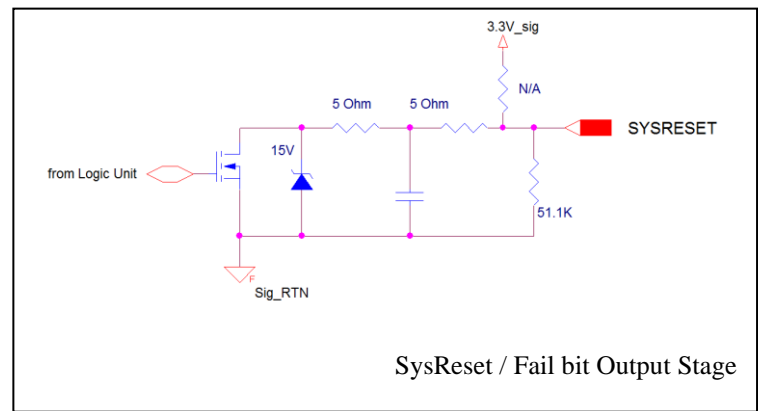 3.3V_sig
N/A
5 Ohm
5 Ohm
SYSRESET
15V
from Logic Unit
51.1K
F
Sig_RTN
SysReset / Fail bit Output Stage